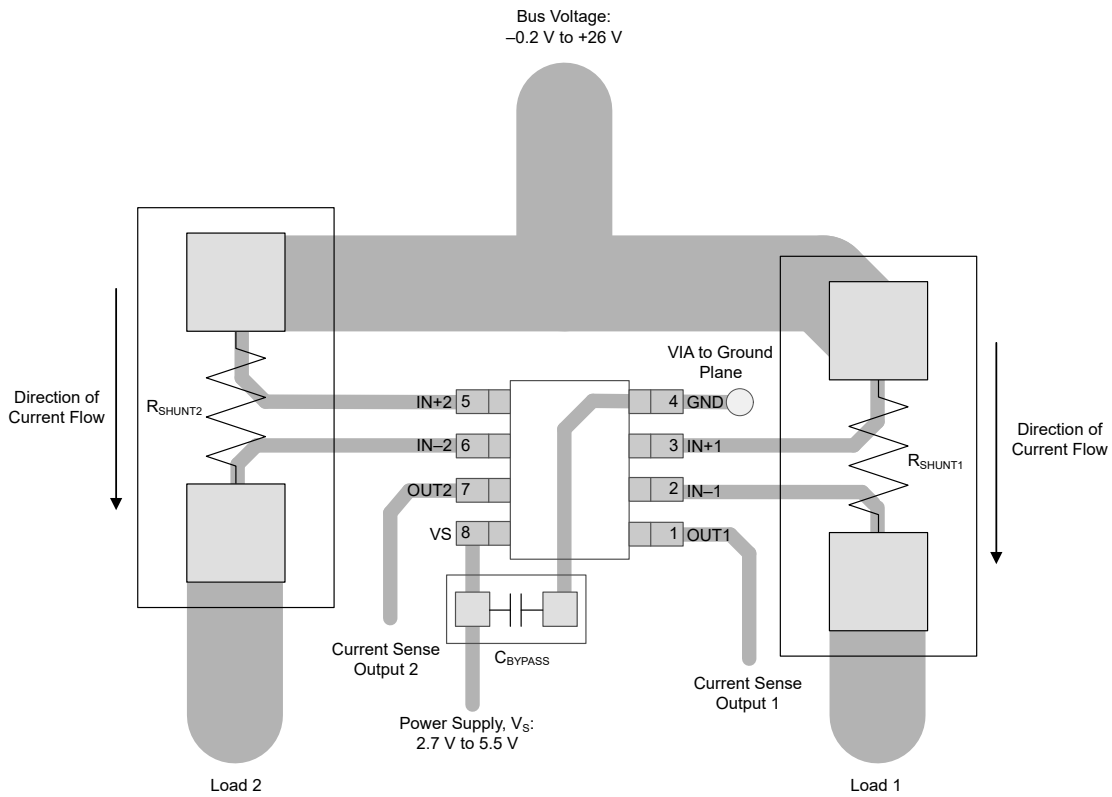 Bus Voltage:
–0.2 V to +26 V
VIA to Ground
Plane
Direction of
Current Flow
R_SHUNT2
IN+2 5
4 GND
IN–2 6
3 IN+1
OUT2 7
2 IN–1
VS 8
1 OUT1
R_SHUNT1
Direction of
Current Flow
C_BYPASS
Current Sense
Output 2
Current Sense
Output 1
Power Supply, V_S:
2.7 V to 5.5 V
Load 2
Load 1